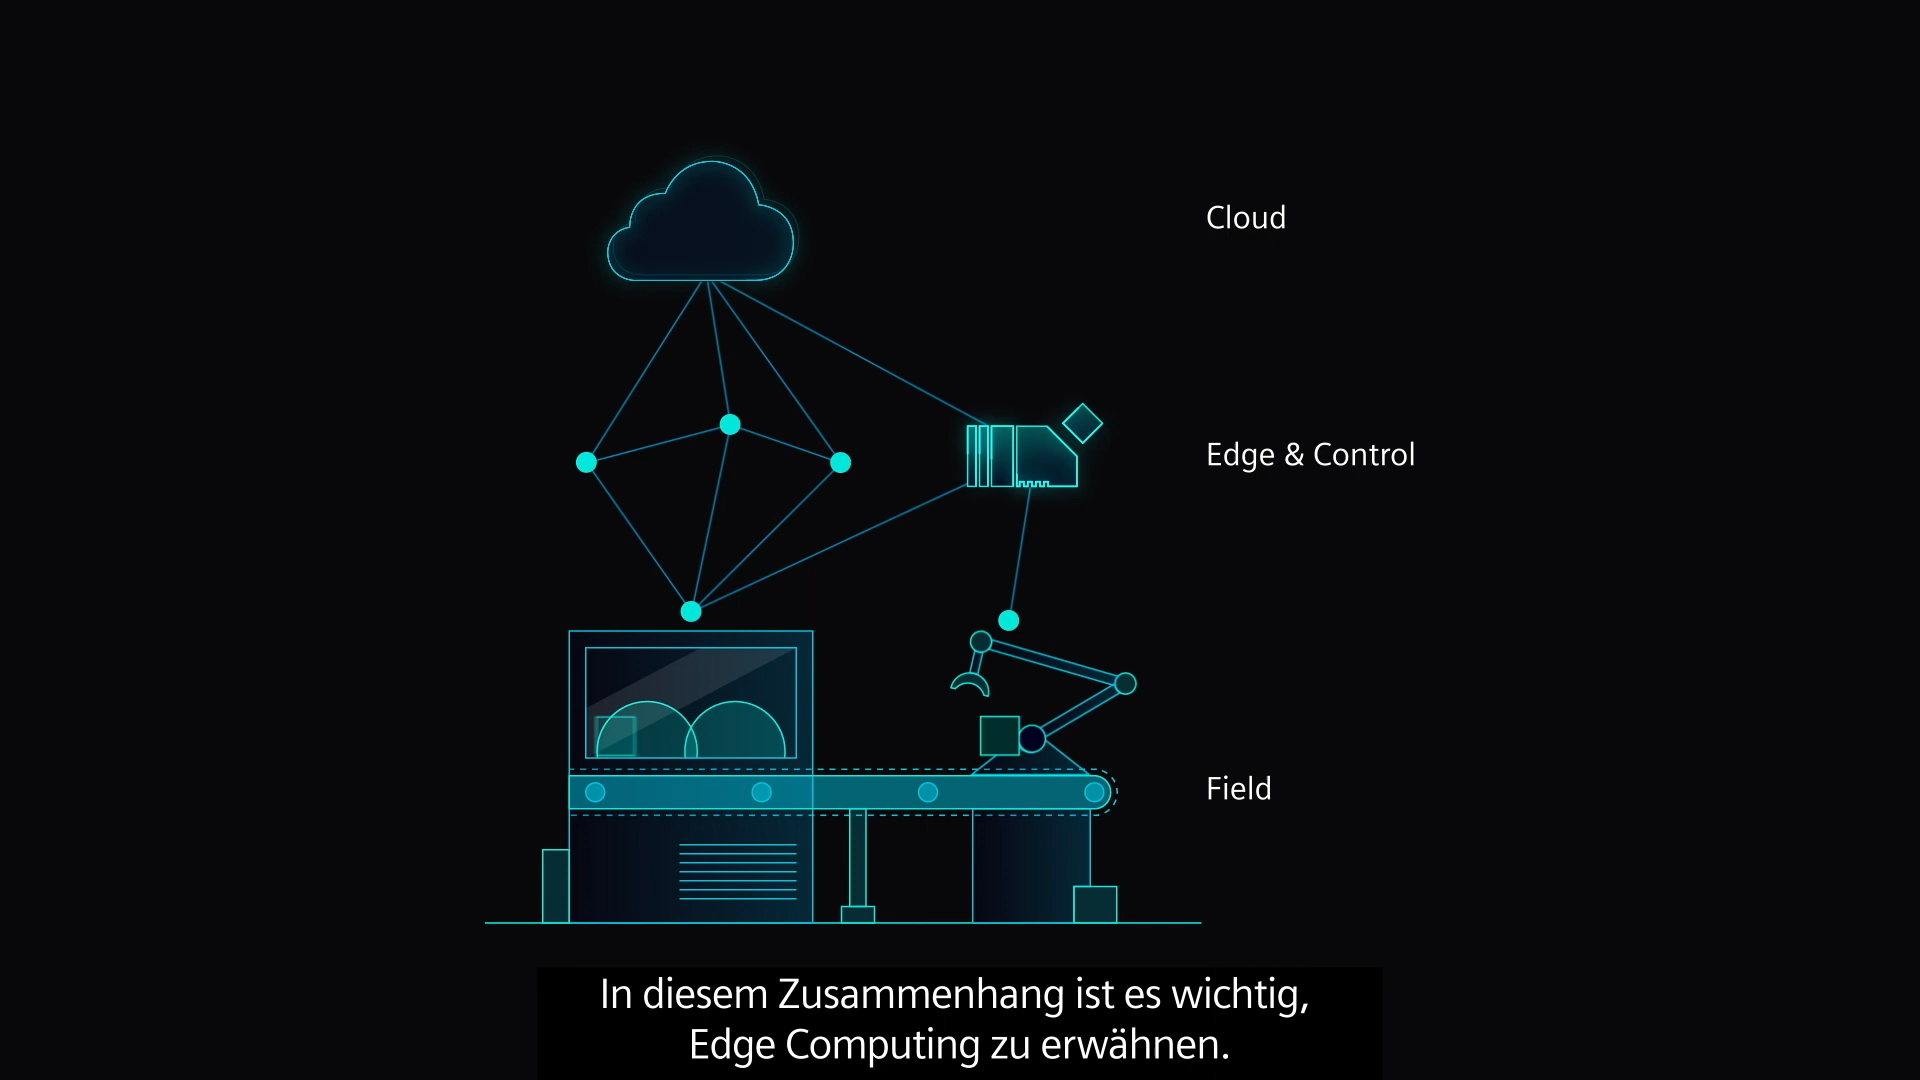 Cloud
Edge & Control
Field
In diesem Zusammenhang ist es wichtig,
Edge Computing zu erwähnen.